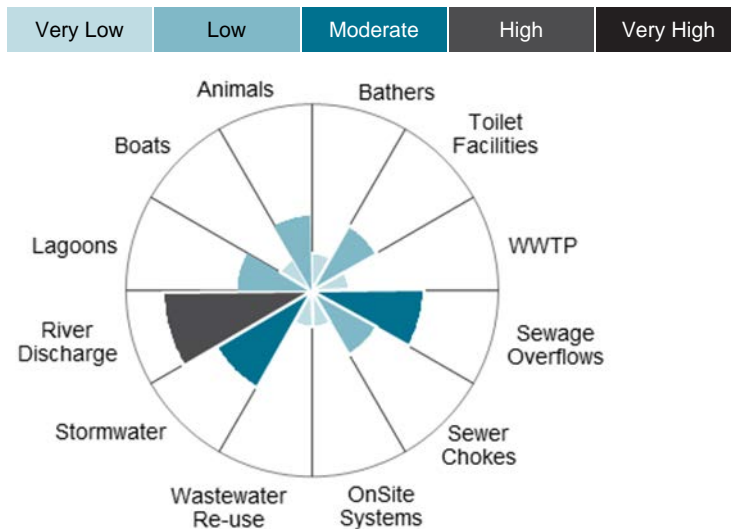 Very Low Low Moderate High Very High
Animals
Bathers
Toilet
Facilities
Boats
Lagoons
WWTP
River
Discharge
Sewage
Overflows
Stormwater
Sewer
Chokes
Wastewater
Re-use
OnSite
Systems